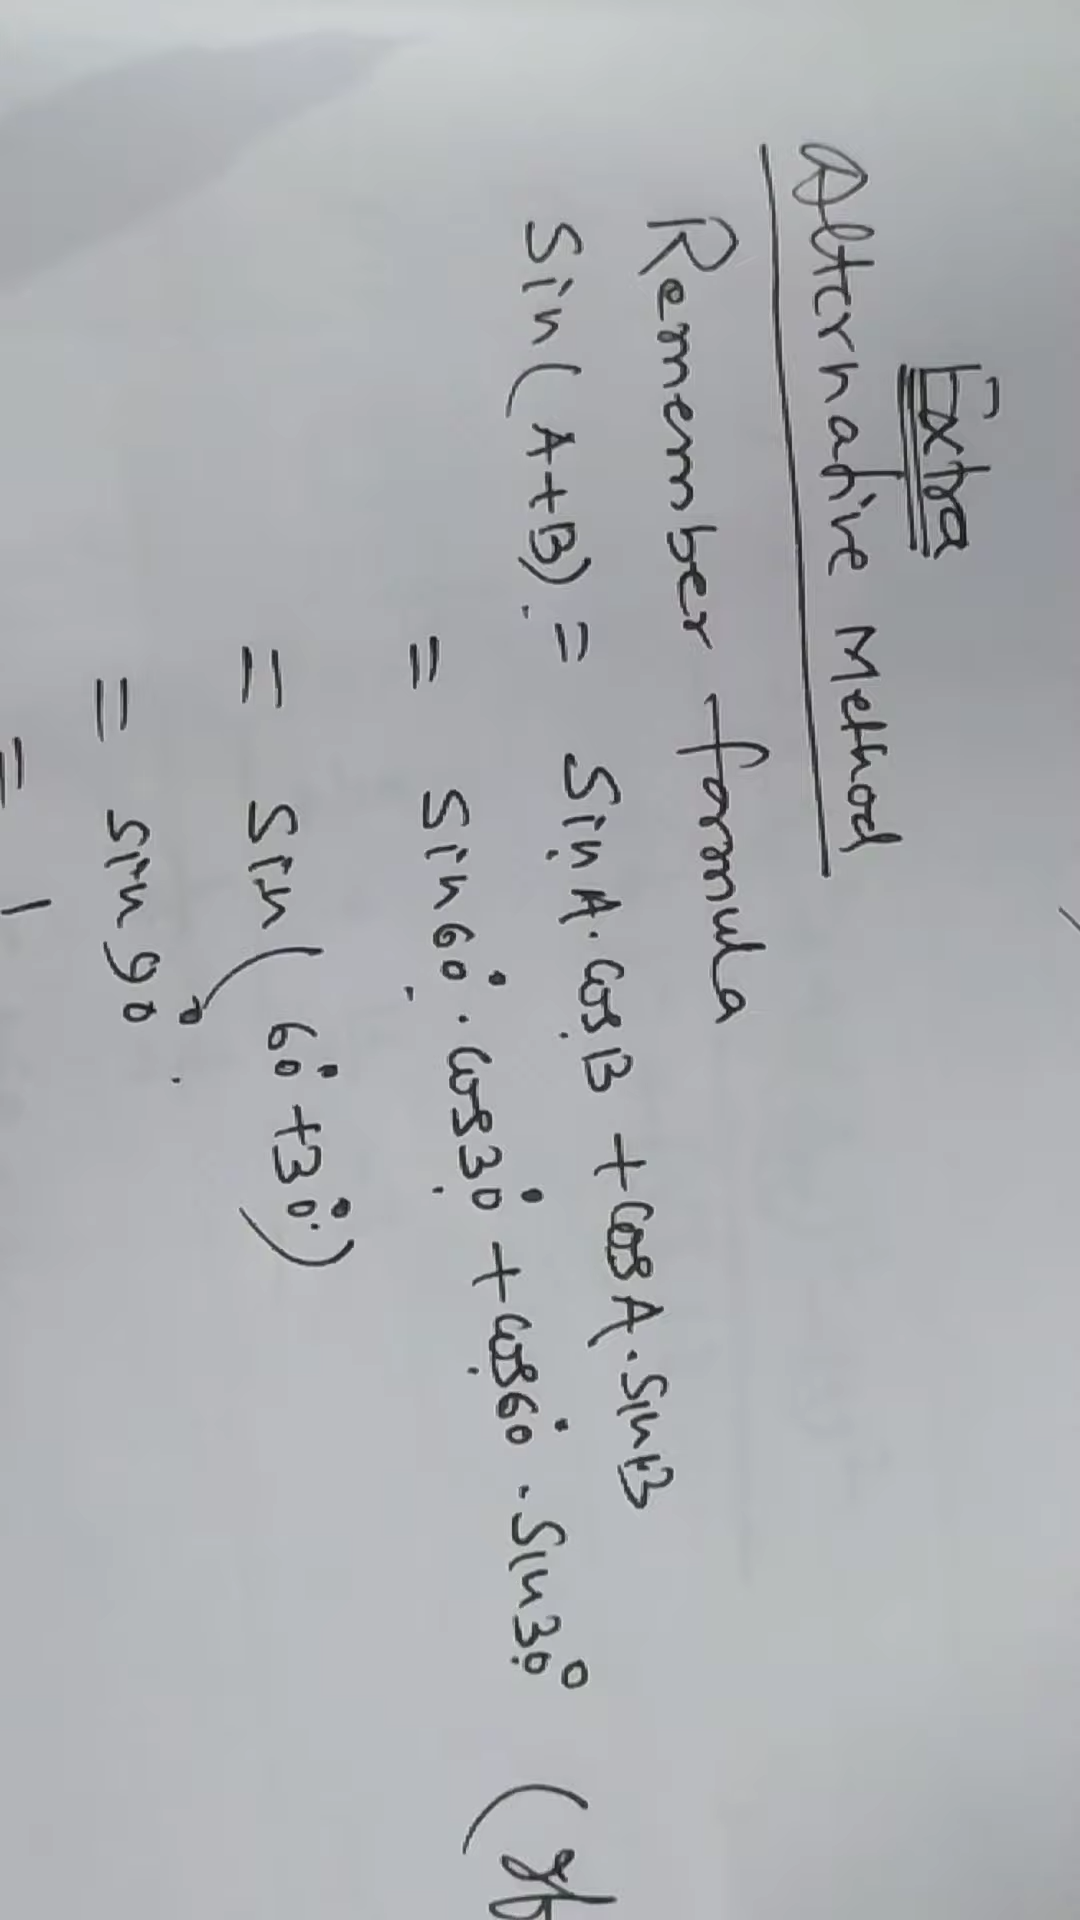 Extra
Alternative Method
Remember formula
Sin(A+B) = SinA·CosB + CosA·SinB
= Sin60°·Cos30° + Cos60°·Sin30°
= Sin(60°+30°)
= Sin90°
= 1